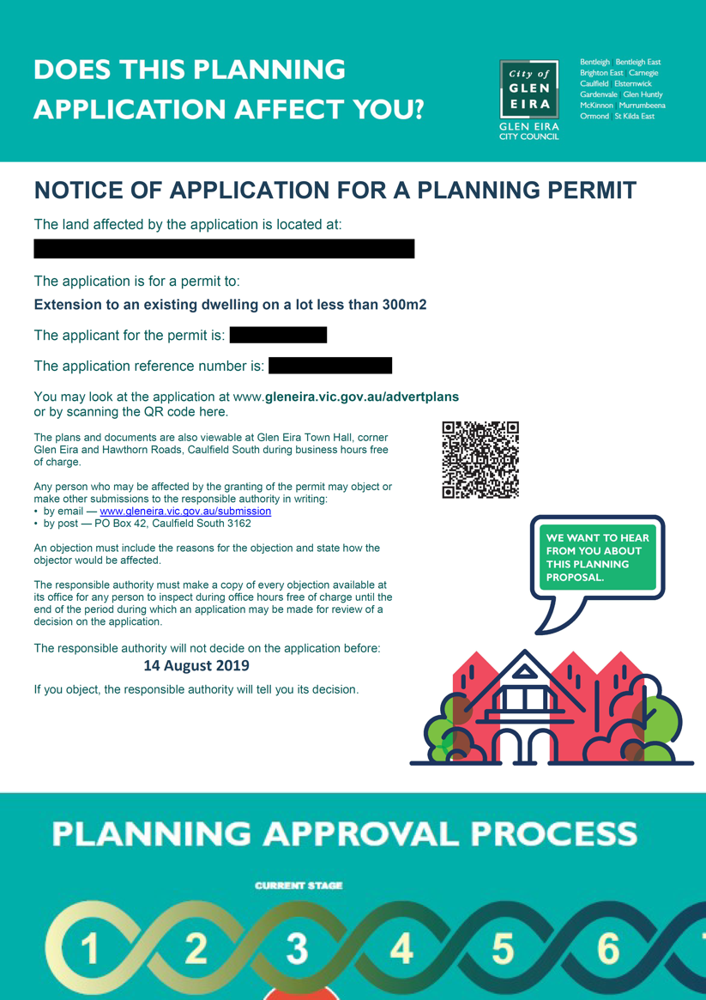 DOES THIS PLANNING
APPLICATION AFFECT YOU?
City of
GLEN
EIRA
GLEN EIRA
CITY COUNCIL
Bentleigh | Bentleigh East
Brighton East | Carnegie
Caulfield | Elsternwick
Gardenvale | Glen Huntly
McKinnon | Murrumbeena
Ormond | St Kilda East
NOTICE OF APPLICATION FOR A PLANNING PERMIT
The land affected by the application is located at:
The application is for a permit to:
Extension to an existing dwelling on a lot less than 300m2
The applicant for the permit is:
The application reference number is:
You may look at the application at www.gleneira.vic.gov.au/advertplans
or by scanning the QR code here.
The plans and documents are also viewable at Glen Eira Town Hall, corner
Glen Eira and Hawthorn Roads, Caulfield South during business hours free
of charge.
Any person who may be affected by the granting of the permit may object or
make other submissions to the responsible authority in writing:
• by email — www.gleneira.vic.gov.au/submission
• by post — PO Box 42, Caulfield South 3162
An objection must include the reasons for the objection and state how the
objector would be affected.
The responsible authority must make a copy of every objection available at
its office for any person to inspect during office hours free of charge until the
end of the period during which an application may be made for review of a
decision on the application.
The responsible authority will not decide on the application before:
14 August 2019
If you object, the responsible authority will tell you its decision.
WE WANT TO HEAR
FROM YOU ABOUT
THIS PLANNING
PROPOSAL.
PLANNING APPROVAL PROCESS
CURRENT STAGE
1 2 3 4 5 6